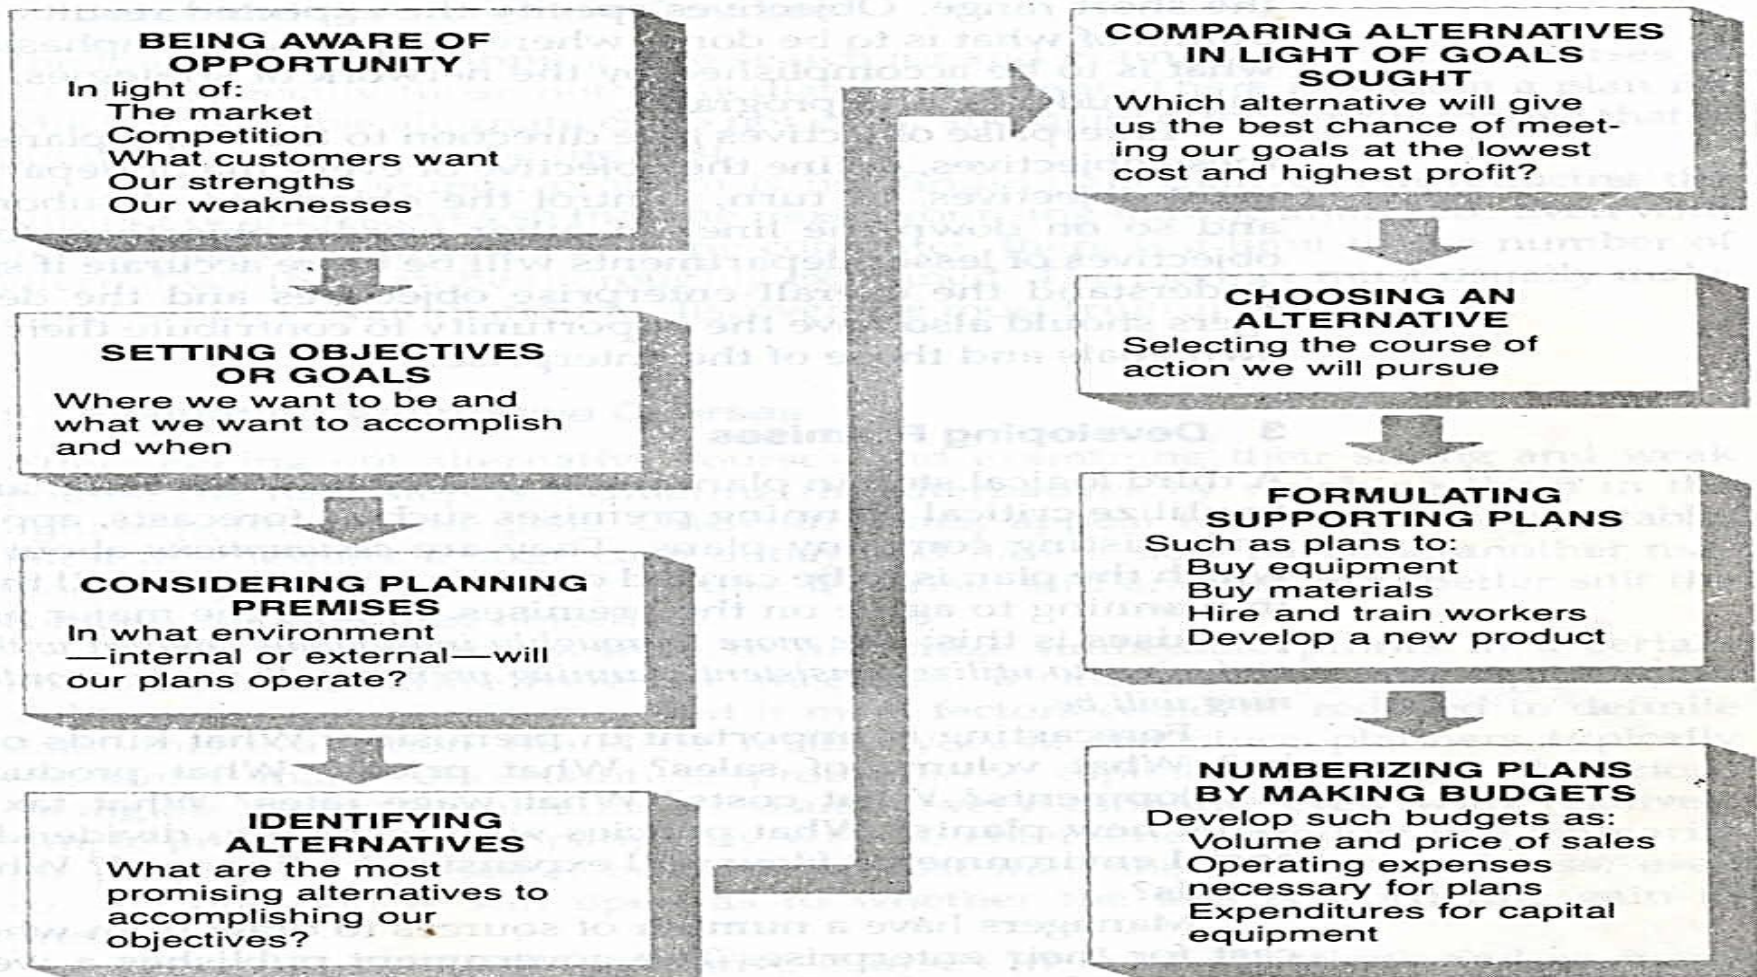 BEING AWARE OF
OPPORTUNITY
In light of:
The market
Competition
What customers want
Our strengths
Our weaknesses
SETTING OBJECTIVES
OR GOALS
Where we want to be and
what we want to accomplish
and when
CONSIDERING PLANNING
PREMISES
In what environment
—internal or external—will
our plans operate?
IDENTIFYING
ALTERNATIVES
What are the most
promising alternatives to
accomplishing our
objectives?
COMPARING ALTERNATIVES
IN LIGHT OF GOALS
SOUGHT
Which alternative will give
us the best chance of meet-
ing our goals at the lowest
cost and highest profit?
CHOOSING AN
ALTERNATIVE
Selecting the course of
action we will pursue
FORMULATING
SUPPORTING PLANS
Such as plans to:
Buy equipment
Buy materials
Hire and train workers
Develop a new product
NUMBERIZING PLANS
BY MAKING BUDGETS
Develop such budgets as:
Volume and price of sales
Operating expenses
necessary for plans
Expenditures for capital
equipment